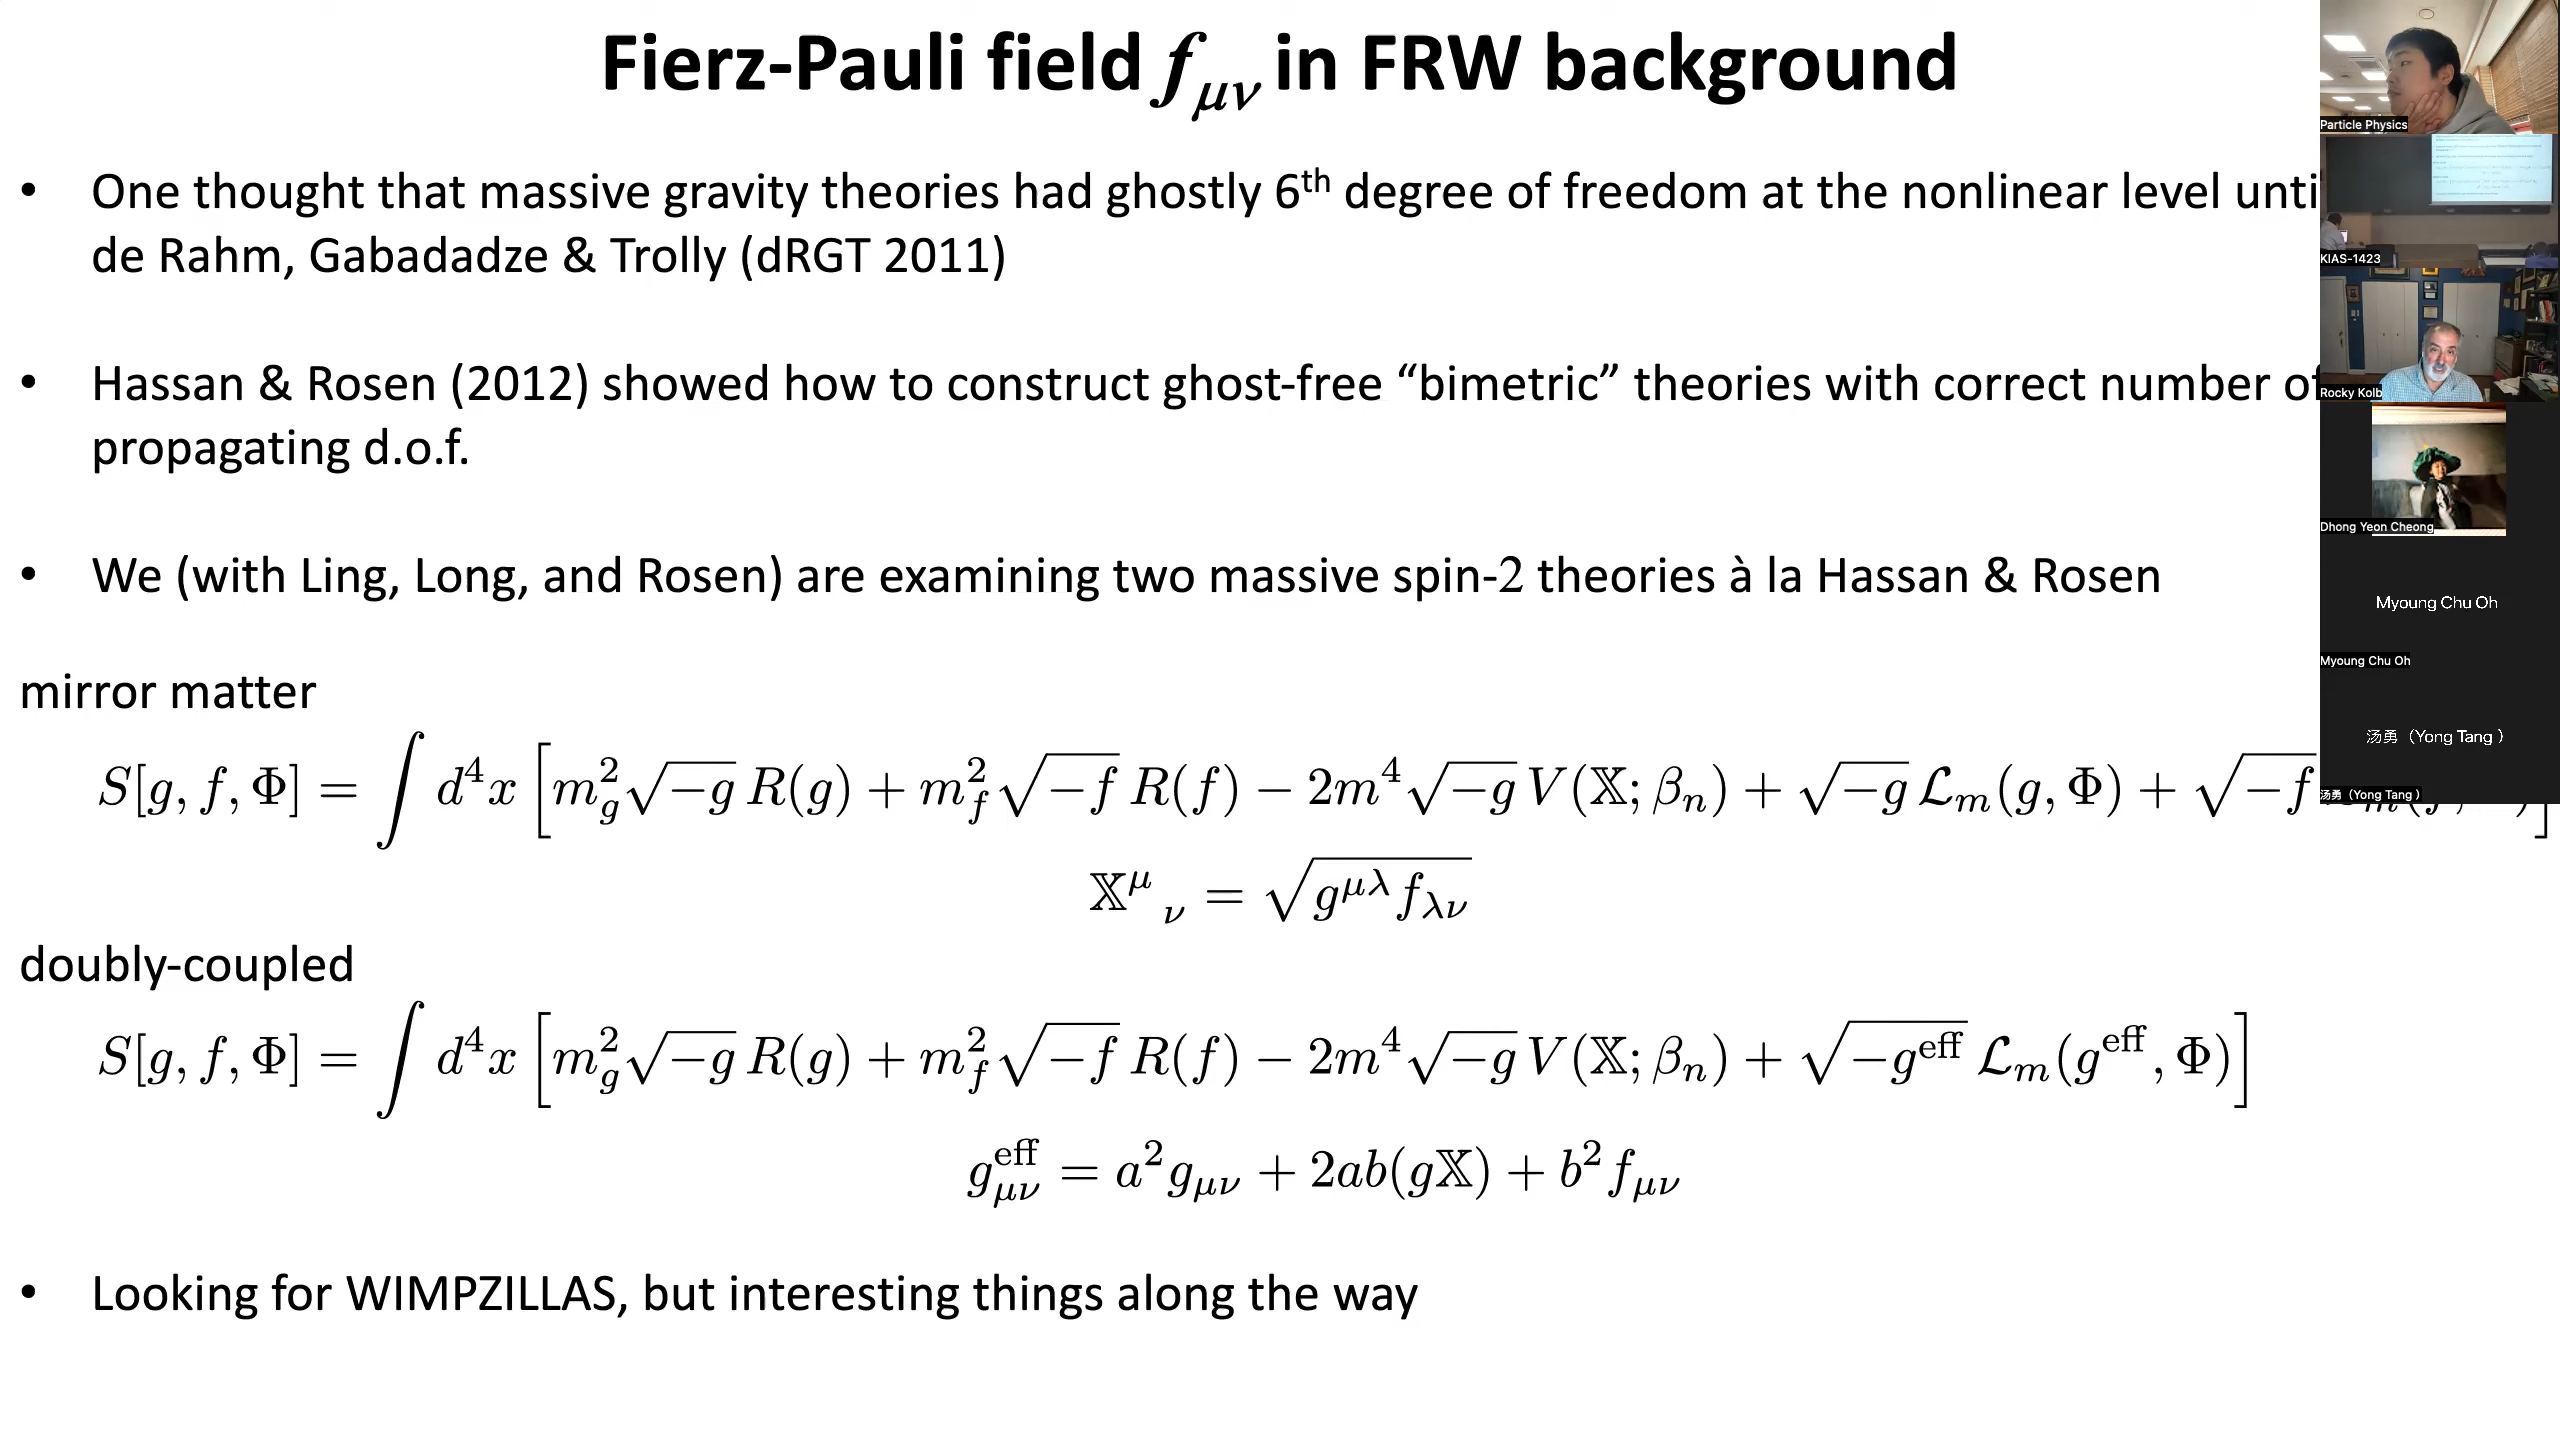 Fierz-Pauli field f_{μν} in FRW background
• One thought that massive gravity theories had ghostly 6th degree of freedom at the nonlinear level
de Rahm, Gabadadze & Trolly (dRGT 2011)
• Hassan & Rosen (2012) showed how to construct ghost-free “bimetric” theories with correct number
propagating d.o.f.
• We (with Ling, Long, and Rosen) are examining two massive spin-2 theories à la Hassan & Rosen
mirror matter
S[g, f, Φ] = ∫ d⁴x [m_g² √−g R(g) + m_f² √−f R(f) − 2m⁴ √−g V(𝕏; β_n) + √−g ℒ_m(g, Φ) + √−f
𝕏^μ_ν = √(g^{μλ} f_{λν})
doubly-coupled
S[g, f, Φ] = ∫ d⁴x [m_g² √−g R(g) + m_f² √−f R(f) − 2m⁴ √−g V(𝕏; β_n) + √−g^eff ℒ_m(g^eff, Φ)]
g^eff_{μν} = a² g_{μν} + 2ab(g𝕏) + b² f_{μν}
• Looking for WIMPZILLAS, but interesting things along the way
Particle Physics
KIAS-1423
Rocky Kolb
Dhong Yeon Cheong
Myoung Chu Oh
Myoung Chu Oh
汤勇（Yong Tang ）
汤勇（Yong Tang ）